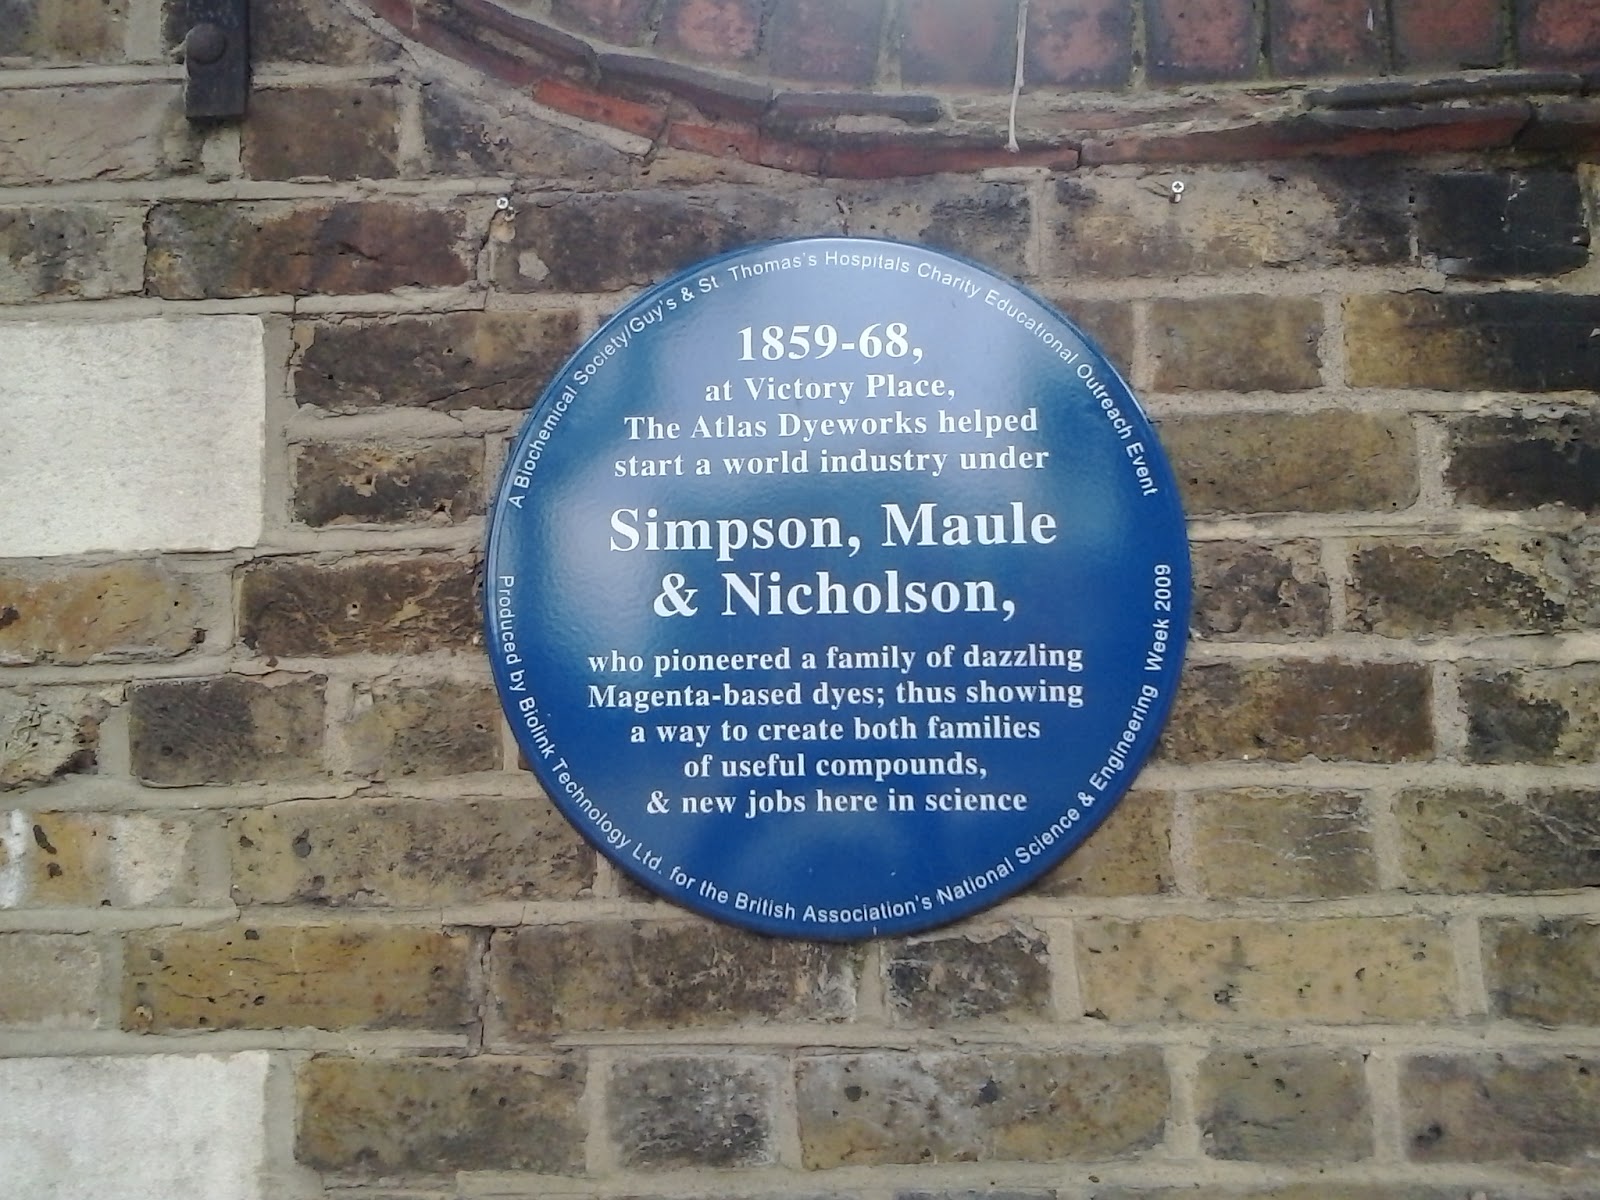 A Biochemical Society/Guy's & St Thomas's Hospitals Charity Educational Outreach Event
1859-68,
at Victory Place,
The Atlas Dyeworks helped
start a world industry under
Simpson, Maule
& Nicholson,
who pioneered a family of dazzling
Magenta-based dyes; thus showing
a way to create both families
of useful compounds,
& new jobs here in science
Produced by Biolink Technology Ltd. for the British Association's National Science & Engineering Week 2009